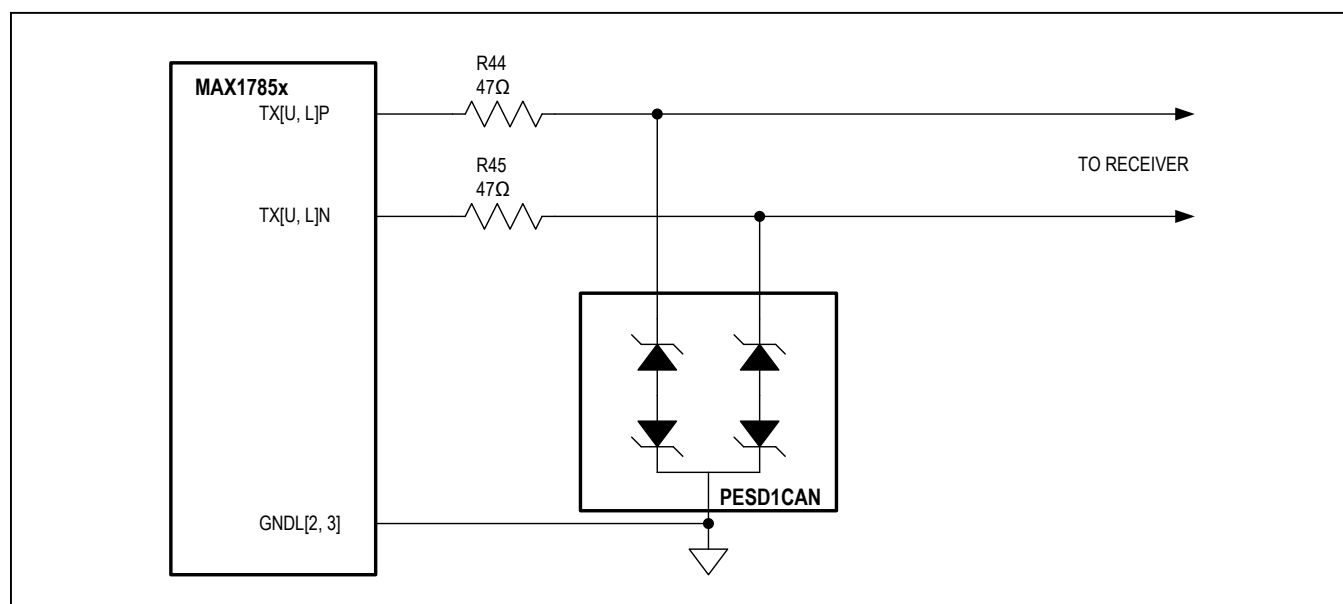 MAX1785x
R44
47Ω
TX[U, L]P
TO RECEIVER
R45
47Ω
TX[U, L]N
PESD1CAN
GNDL[2, 3]